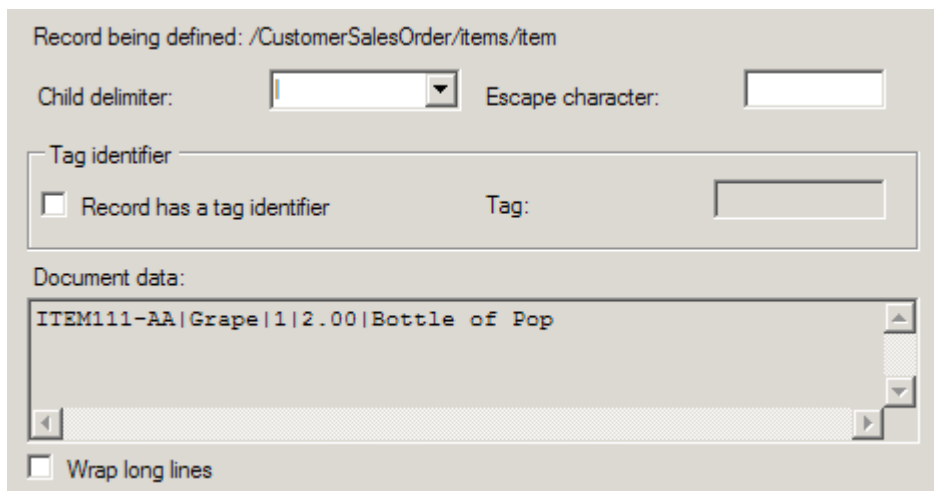 Record being defined: /CustomerSalesOrder/items/item
Child delimiter: | Escape character:
Tag identifier
Record has a tag identifier Tag:
Document data:
ITEM111-AA|Grape|1|2.00|Bottle of Pop
Wrap long lines